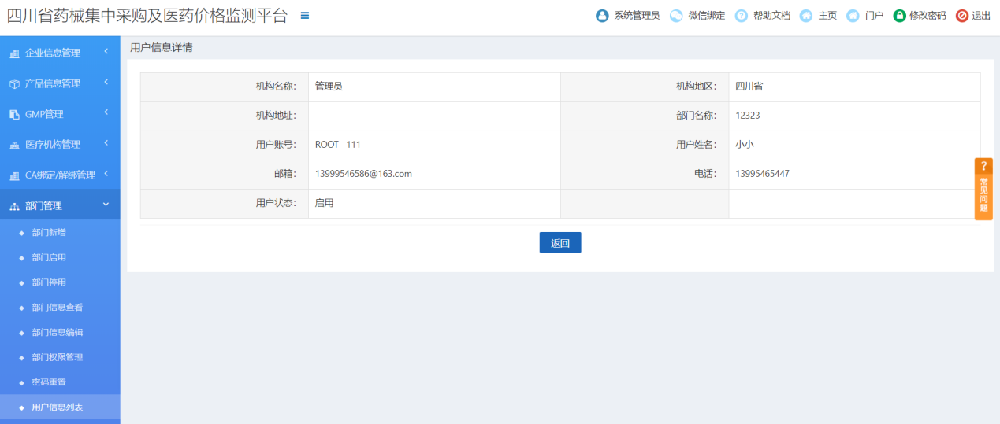 四川省药械集中采购及医药价格监测平台
系统管理员 微信绑定 帮助文档 主页 门户 修改密码 退出
企业信息管理
产品信息管理
GMP管理
医疗机构管理
CA绑定/解绑管理
部门管理
部门新增
部门启用
部门停用
部门信息查看
部门信息编辑
部门权限管理
密码重置
用户信息列表
用户信息详情
机构名称： 管理员 机构地区： 四川省
机构地址： 部门名称： 12323
用户账号： ROOT__111 用户姓名： 小小
邮箱： 13999546586@163.com 电话： 13995465447
用户状态： 启用
返回
?
常见问题